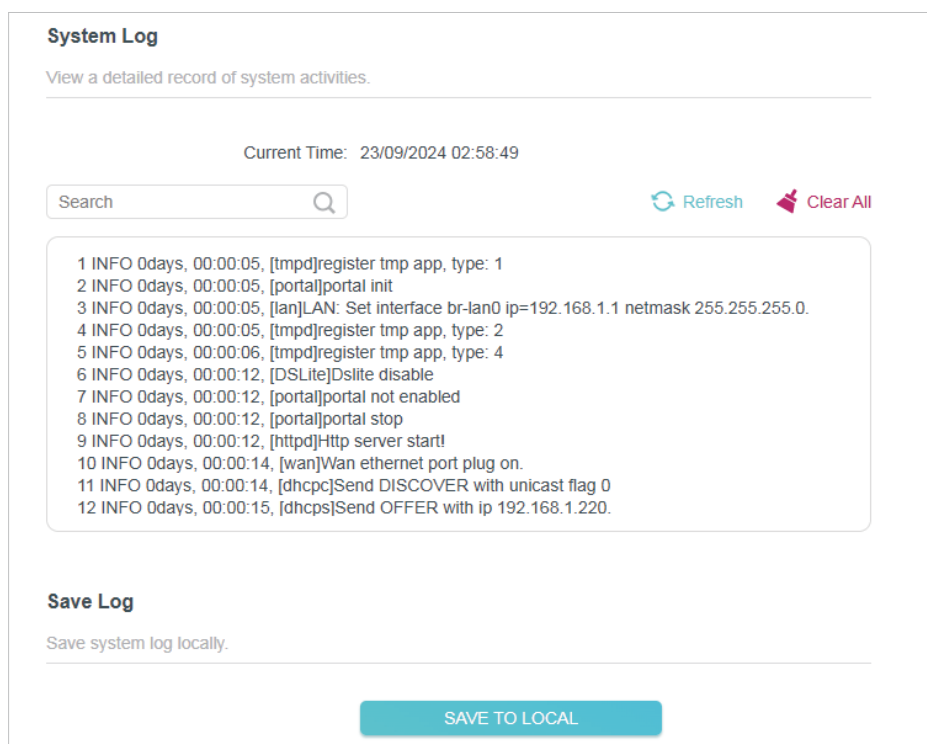 System Log
View a detailed record of system activities.
Current Time: 23/09/2024 02:58:49
Search
Refresh
Clear All
1 INFO 0days, 00:00:05, [tmpd]register tmp app, type: 1
2 INFO 0days, 00:00:05, [portal]portal init
3 INFO 0days, 00:00:05, [lan]LAN: Set interface br-lan0 ip=192.168.1.1 netmask 255.255.255.0.
4 INFO 0days, 00:00:05, [tmpd]register tmp app, type: 2
5 INFO 0days, 00:00:06, [tmpd]register tmp app, type: 4
6 INFO 0days, 00:00:12, [DSLite]Dslite disable
7 INFO 0days, 00:00:12, [portal]portal not enabled
8 INFO 0days, 00:00:12, [portal]portal stop
9 INFO 0days, 00:00:12, [httpd]Http server start!
10 INFO 0days, 00:00:14, [wan]Wan ethernet port plug on.
11 INFO 0days, 00:00:14, [dhcpc]Send DISCOVER with unicast flag 0
12 INFO 0days, 00:00:15, [dhcps]Send OFFER with ip 192.168.1.220.
Save Log
Save system log locally.
SAVE TO LOCAL